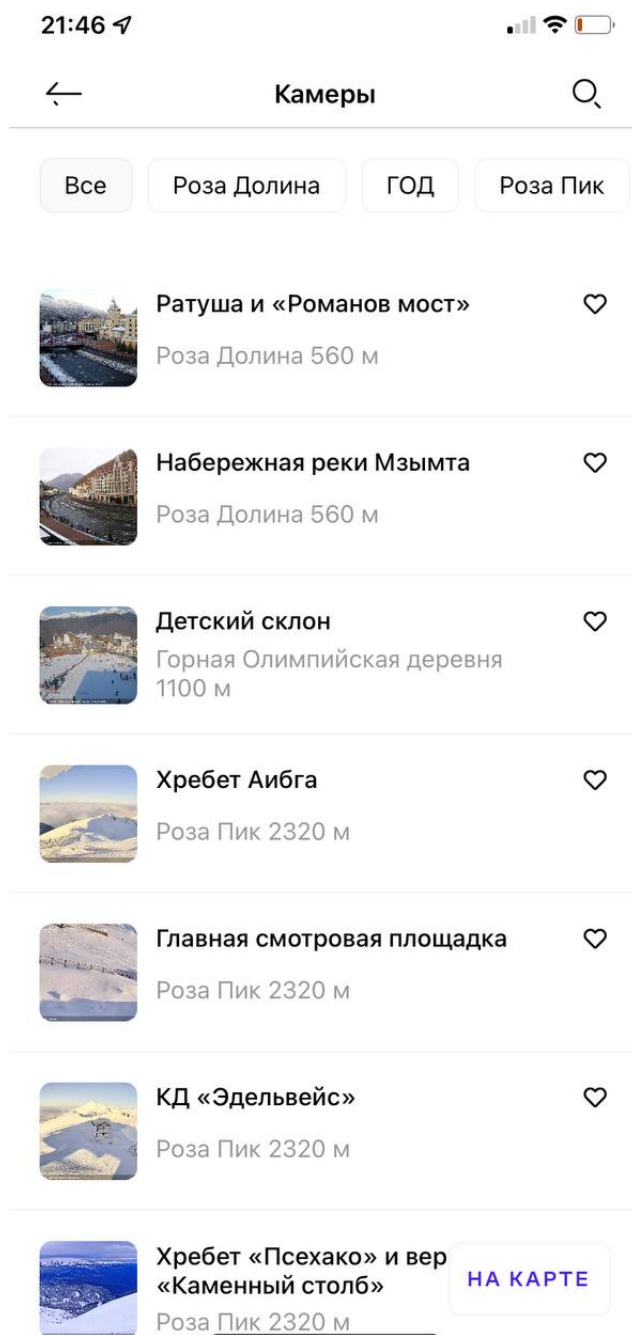 21:46
Камеры
Все Роза Долина ГОД Роза Пик
Ратуша и «Романов мост»
Роза Долина 560 м
Набережная реки Мзымта
Роза Долина 560 м
Детский склон
Горная Олимпийская деревня
1100 м
Хребет Аибга
Роза Пик 2320 м
Главная смотровая площадка
Роза Пик 2320 м
КД «Эдельвейс»
Роза Пик 2320 м
Хребет «Псехако» и вер
«Каменный столб»
НА КАРТЕ
Роза Пик 2320 м